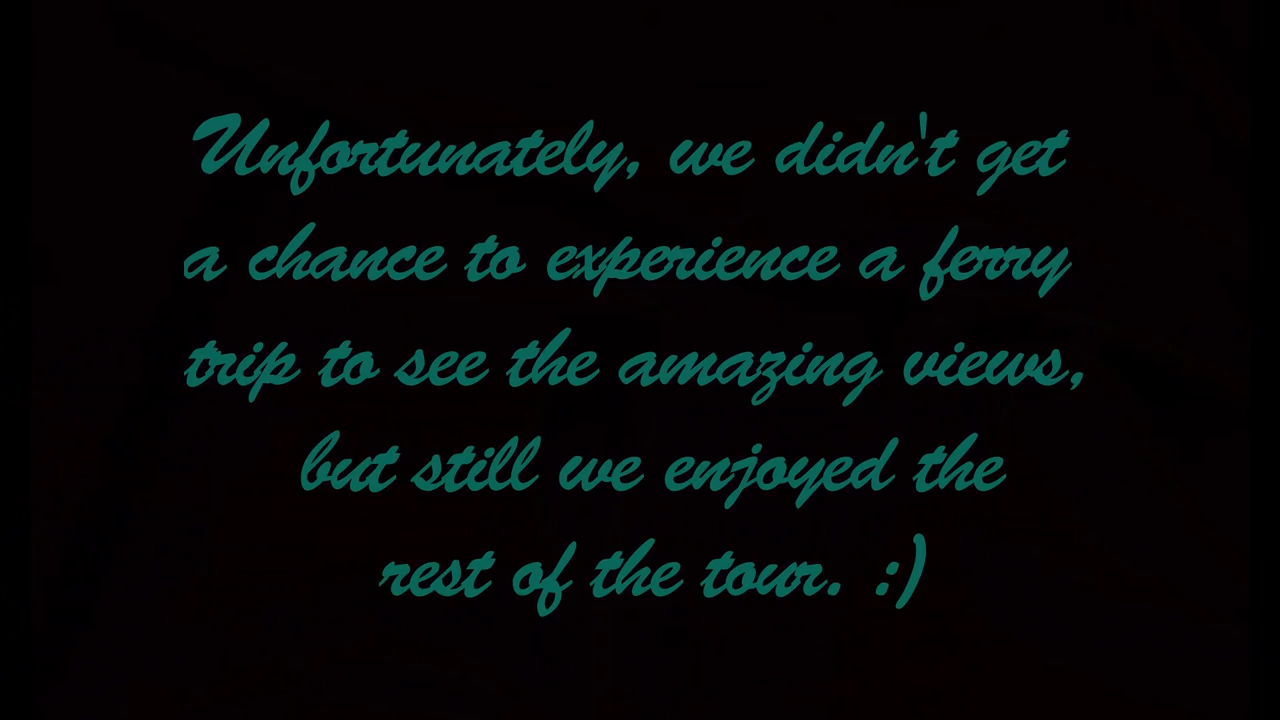 Unfortunately, we didn't get
a chance to experience a ferry
trip to see the amazing views,
but still we enjoyed the
rest of the tour. :)